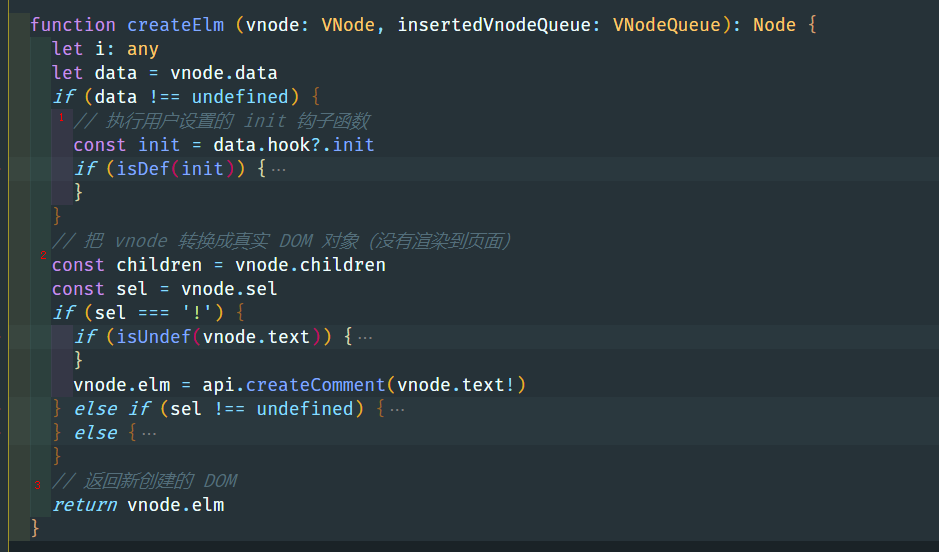 function createElm (vnode: VNode, insertedVnodeQueue: VNodeQueue): Node {
let i: any
let data = vnode.data
if (data !== undefined) {
1 // 执行用户设置的 init 钩子函数
const init = data.hook?.init
if (isDef(init)) { ···
}
}
// 把 vnode 转换成真实 DOM 对象 (没有渲染到页面)
2
const children = vnode.children
const sel = vnode.sel
if (sel === '!') {
if (isUndef(vnode.text)) { ···
}
vnode.elm = api.createComment(vnode.text!)
} else if (sel !== undefined) { ···
} else { ···
}
3 // 返回新创建的 DOM
return vnode.elm
}